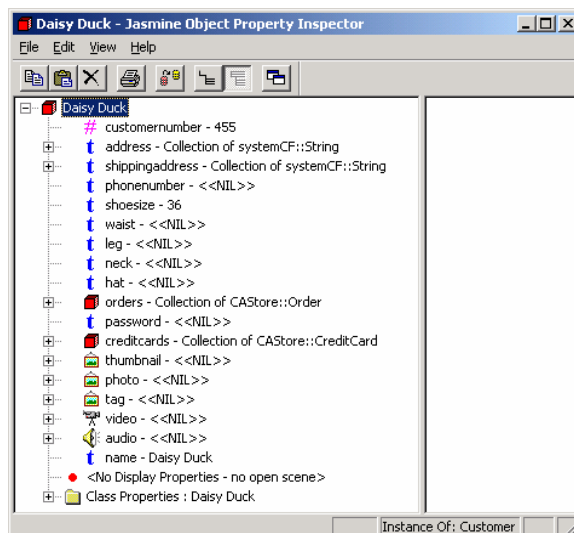 Daisy Duck - Jasmine Object Property Inspector
File Edit View Help
Daisy Duck
# customernumber - 455
t address - Collection of systemCF::String
t shippingaddress - Collection of systemCF::String
t phonenumber - <<NIL>>
t shoesize - 36
t waist - <<NIL>>
t leg - <<NIL>>
t neck - <<NIL>>
t hat - <<NIL>>
orders - Collection of CAStore::Order
t password - <<NIL>>
creditcards - Collection of CAStore::CreditCard
thumbnail - <<NIL>>
photo - <<NIL>>
tag - <<NIL>>
video - <<NIL>>
audio - <<NIL>>
t name - Daisy Duck
<No Display Properties - no open scene>
Class Properties : Daisy Duck
Instance Of: Customer